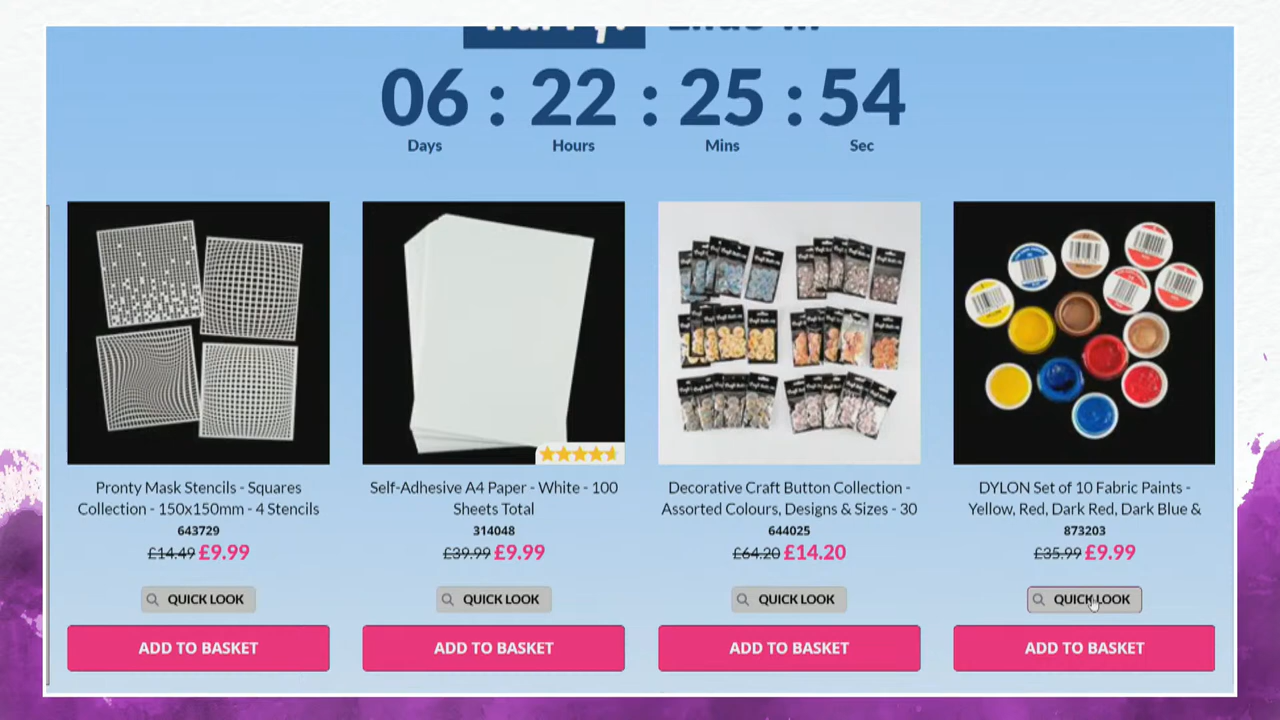 06 : 22 : 25 : 54
Days Hours Mins Sec
Pronty Mask Stencils - Squares
Collection - 150x150mm - 4 Stencils
643729
£14.49 £9.99
QUICK LOOK
ADD TO BASKET
Self-Adhesive A4 Paper - White - 100
Sheets Total
314048
£39.99 £9.99
QUICK LOOK
ADD TO BASKET
Decorative Craft Button Collection -
Assorted Colours, Designs & Sizes - 30
644025
£64.20 £14.20
QUICK LOOK
ADD TO BASKET
DYLON Set of 10 Fabric Paints -
Yellow, Red, Dark Red, Dark Blue &
873203
£35.99 £9.99
QUICK LOOK
ADD TO BASKET